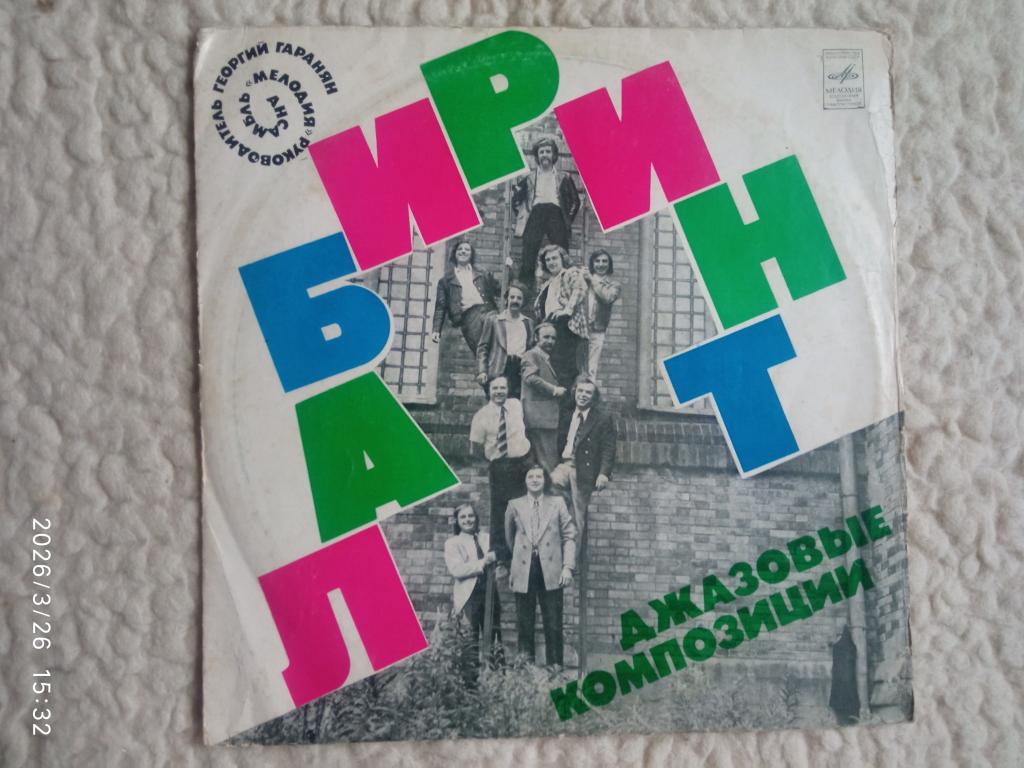 РУКОВОДИТЕЛЬ ГЕОРГИЙ ГАРАНЯН
АНСАМБЛЬ «МЕЛОДИЯ»
МЕЛОДИЯ
ЛАБИРИНТ
ДЖАЗОВЫЕ
КОМПОЗИЦИИ
2026/3/26 15:32